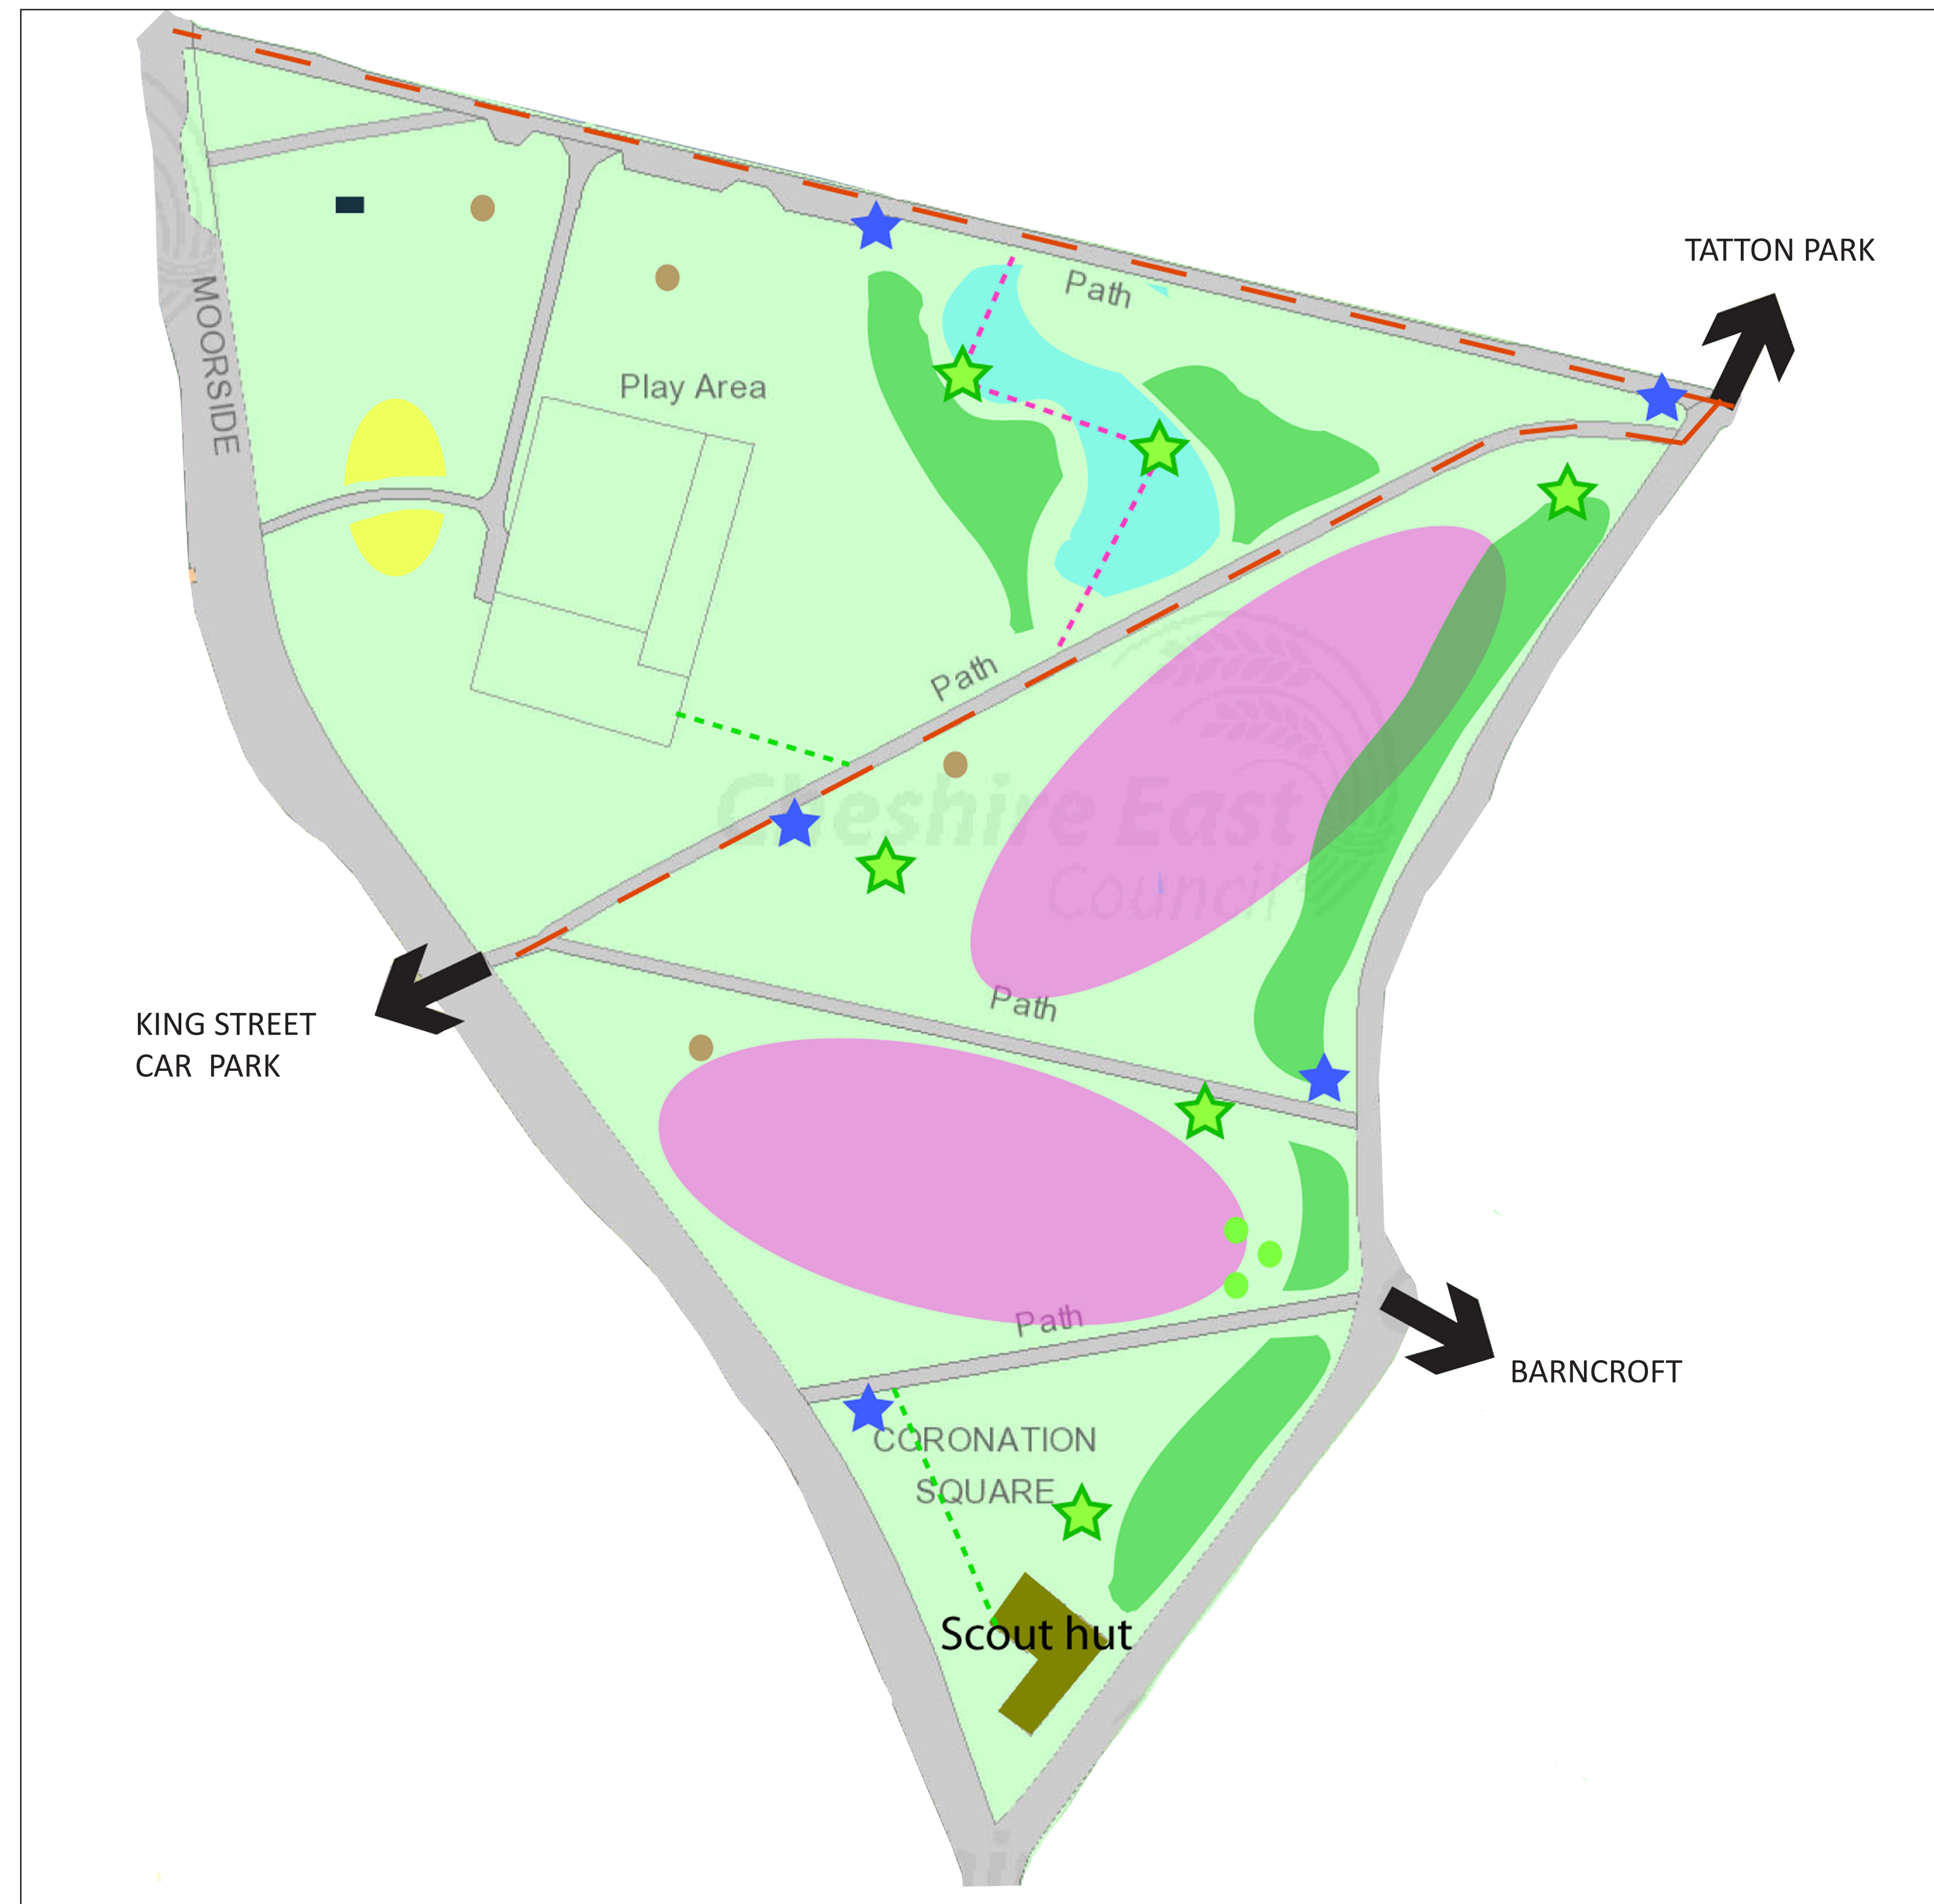 TATTON PARK
Path
MOORSIDE
Play Area
Path
Cheshire East
Council
Path
KING STREET
CAR PARK
Path
BARNCROFT
CORONATION
SQUARE
Scout hut